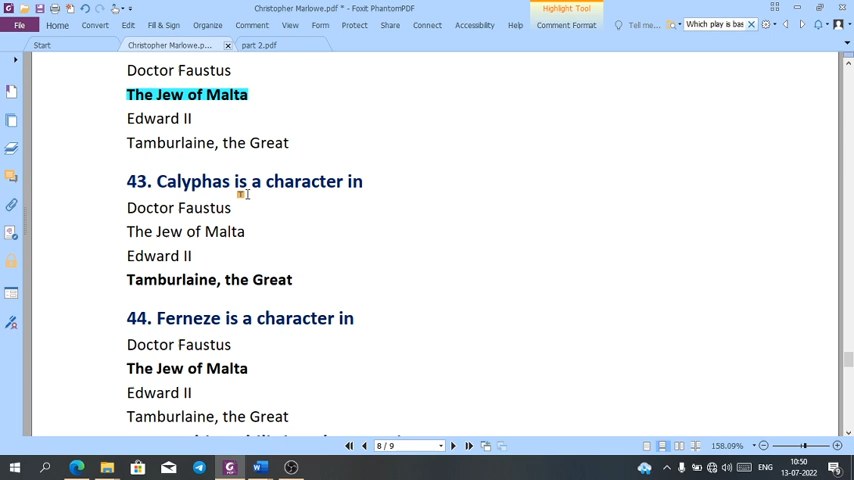 Christopher Marlowe.pdf * - Foxit PhantomPDF
Highlight Tool
File Home Convert Edit Fill & Sign Organize Comment View Form Protect Share Connect Accessibility Help Comment Format Tell me... Which play is bas
Start Christopher Marlowe.p... part 2.pdf
Doctor Faustus
The Jew of Malta
Edward II
Tamburlaine, the Great
43. Calyphas is a character in
Doctor Faustus
The Jew of Malta
Edward II
Tamburlaine, the Great
44. Ferneze is a character in
Doctor Faustus
The Jew of Malta
Edward II
Tamburlaine, the Great
8 / 9 158.09%
ENG 10:50
13-07-2022